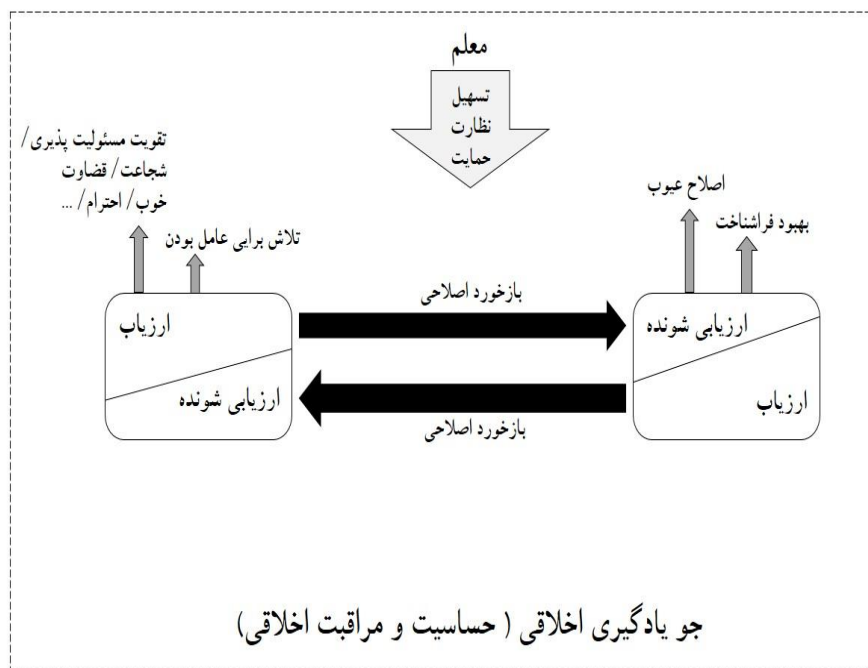 معلم
تسهیل
نظارت
حمایت
اصلاح عیوب
بهبود فراشناخت
تقویت مسئولیت پذیری/
شجاعت/ قضاوت
خوب/ احترام/ ...
تلاش برایی عامل بودن
بازخورد اصلاحی
ارزیابی شونده
ارزیاب
ارزیاب
ارزیابی شونده
بازخورد اصلاحی
جو یادگیری اخلاقی ( حساسیت و مراقبت اخلاقی)